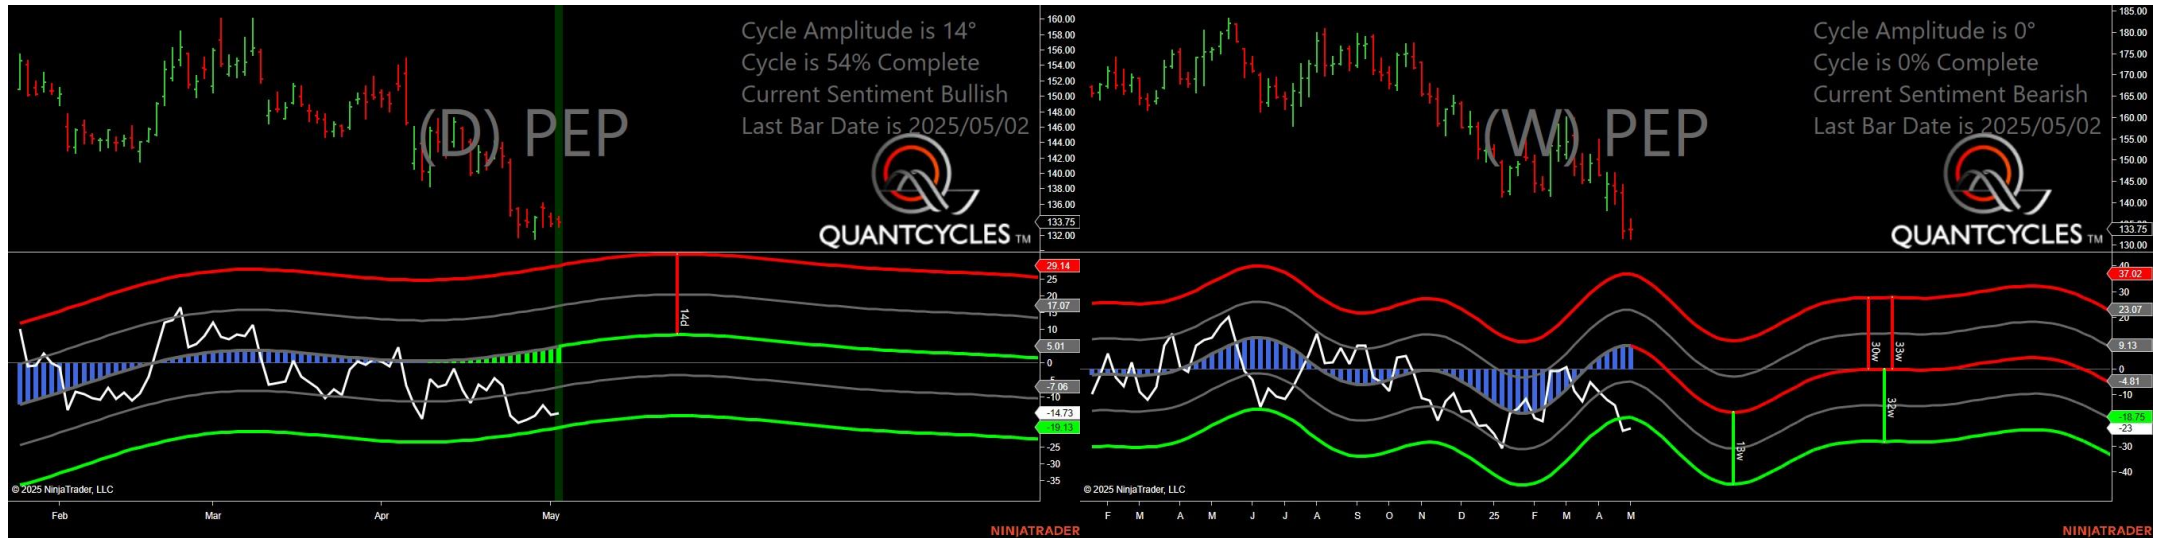 160.00
158.00
156.00
154.00
152.00
150.00
148.00
146.00
144.00
142.00
140.00
138.00
136.00
133.75
132.00
Cycle Amplitude is 14°
Cycle is 54% Complete
Current Sentiment Bullish
Last Bar Date is 2025/05/02
(D) PEP
QUANTCYCLES TM
29.14
25
20
17.07
15
10
5.01
0
-7.06
-10
-14.73
-19.13
-25
-30
-35
14d
© 2025 NinjaTrader, LLC
Feb Mar Apr May
NINJATRADER
185.00
180.00
175.00
170.00
165.00
160.00
155.00
150.00
145.00
140.00
133.75
130.00
Cycle Amplitude is 0°
Cycle is 0% Complete
Current Sentiment Bearish
Last Bar Date is 2025/05/02
(W) PEP
QUANTCYCLES TM
40
37.02
30
23.07
20
9.13
0
-4.81
-10
-18.75
-23
-30
-40
13w
30w
33w
32w
© 2025 NinjaTrader, LLC
F M A M J J A S O N D 25 F M A M
NINJATRADER